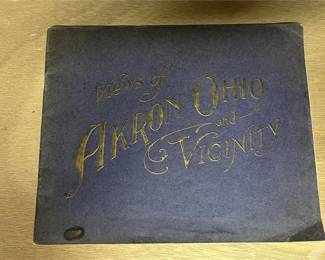 Views of
Akron Ohio
and
Vicinity